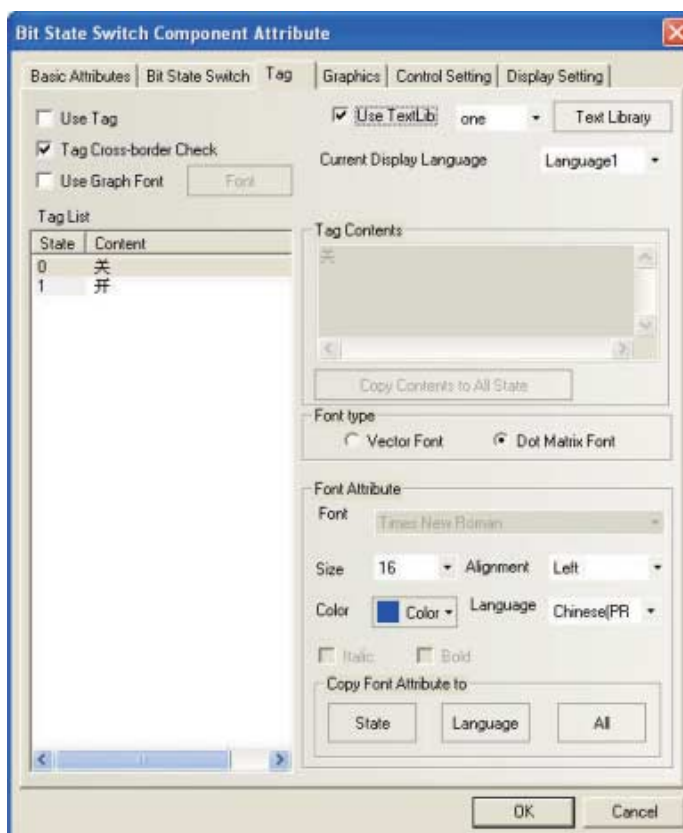 Bit State Switch Component Attribute
Basic Attributes Bit State Switch Tag Graphics Control Setting Display Setting
Use Tag
Tag Cross-border Check
Use Graph Font Font
Use TextLib one Text Library
Current Display Language Language1
Tag List
State Content
0 关
1 开
Tag Contents
关
Copy Contents to All State
Font type
Vector Font Dot Matrix Font
Font Attribute
Font Times New Roman
Size 16 Alignment Left
Color Color Language Chinese(PR
Italic Bold
Copy Font Attribute to
State Language All
OK Cancel